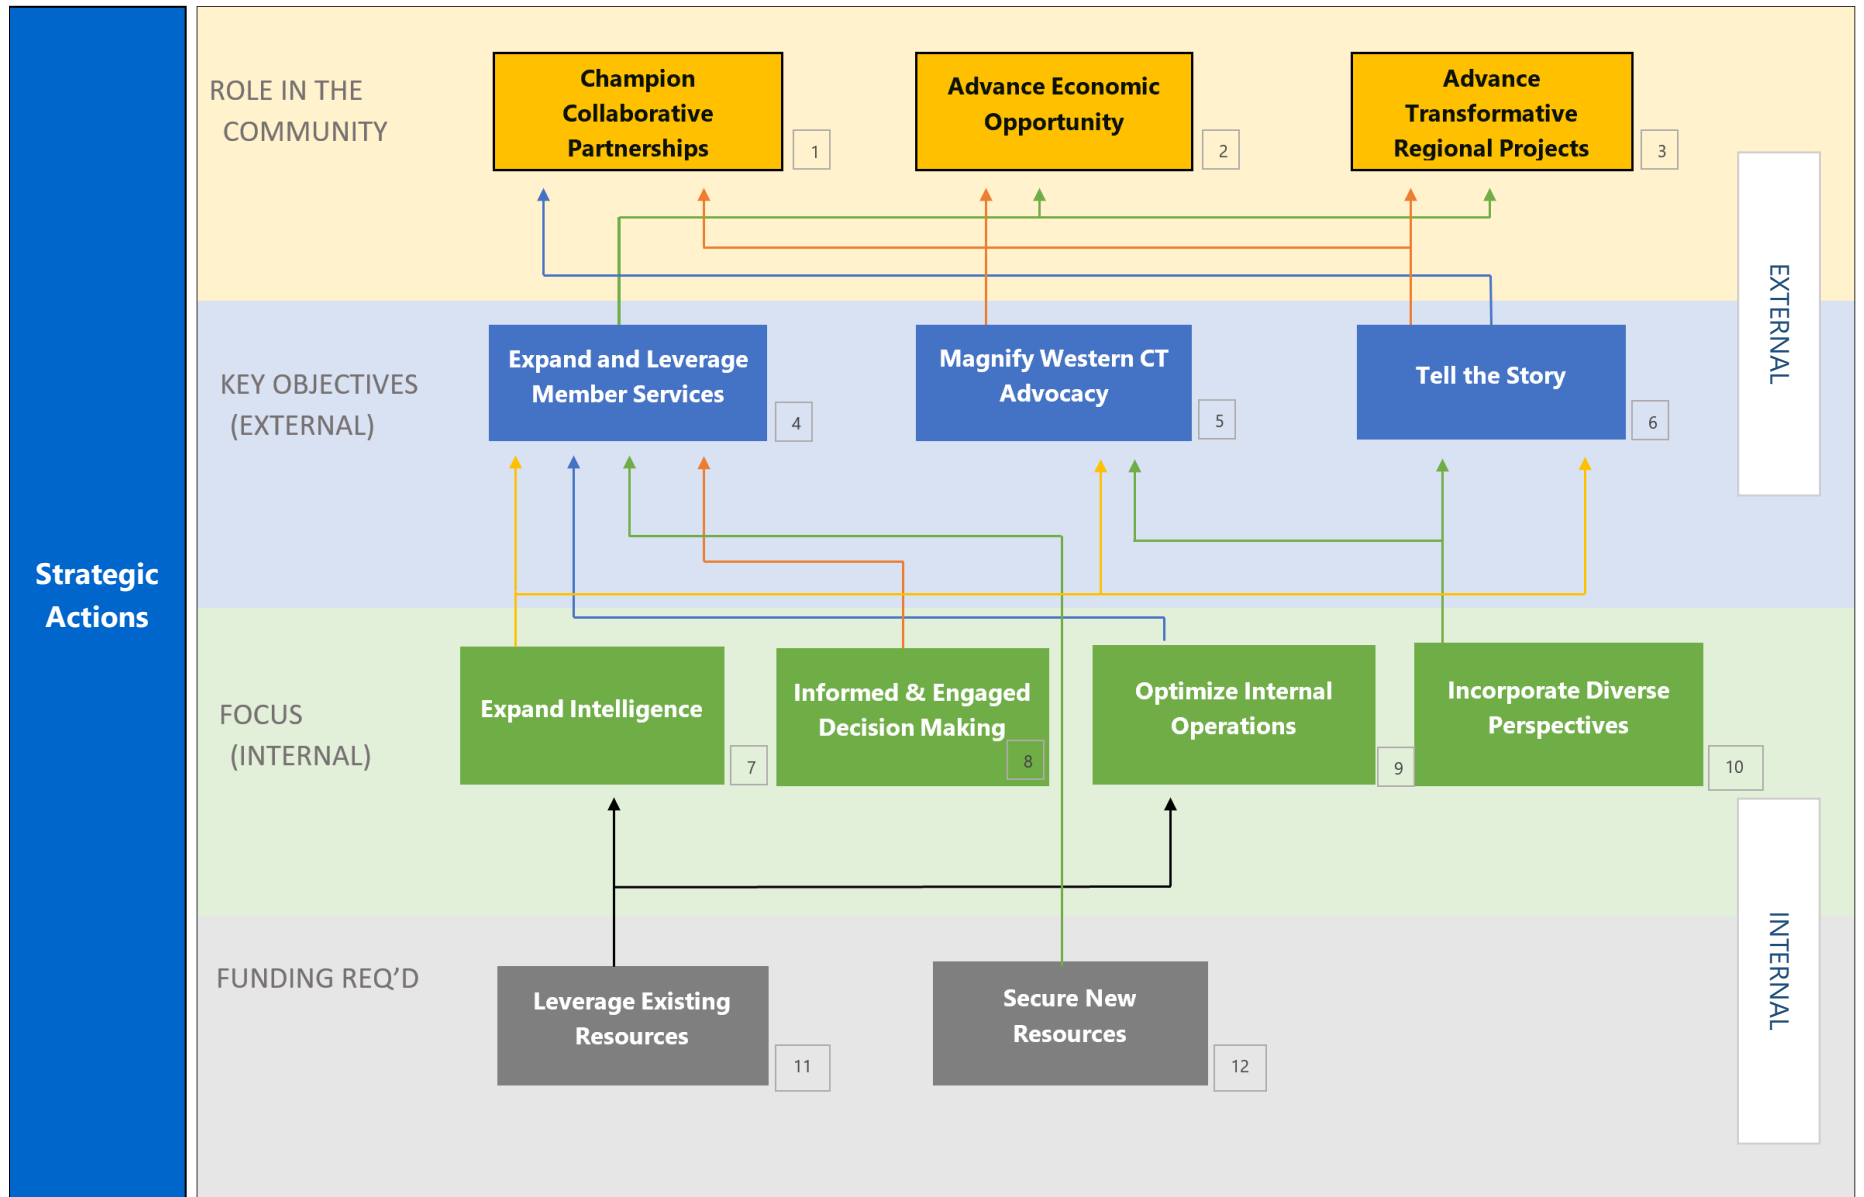 Strategic
Actions
ROLE IN THE
COMMUNITY
Champion
Collaborative
Partnerships
1
Advance Economic
Opportunity
2
Advance
Transformative
Regional Projects
3
EXTERNAL
KEY OBJECTIVES
(EXTERNAL)
Expand and Leverage
Member Services
4
Magnify Western CT
Advocacy
5
Tell the Story
6
FOCUS
(INTERNAL)
Expand Intelligence
7
Informed & Engaged
Decision Making
8
Optimize Internal
Operations
9
Incorporate Diverse
Perspectives
10
INTERNAL
FUNDING REQ’D
Leverage Existing
Resources
11
Secure New
Resources
12